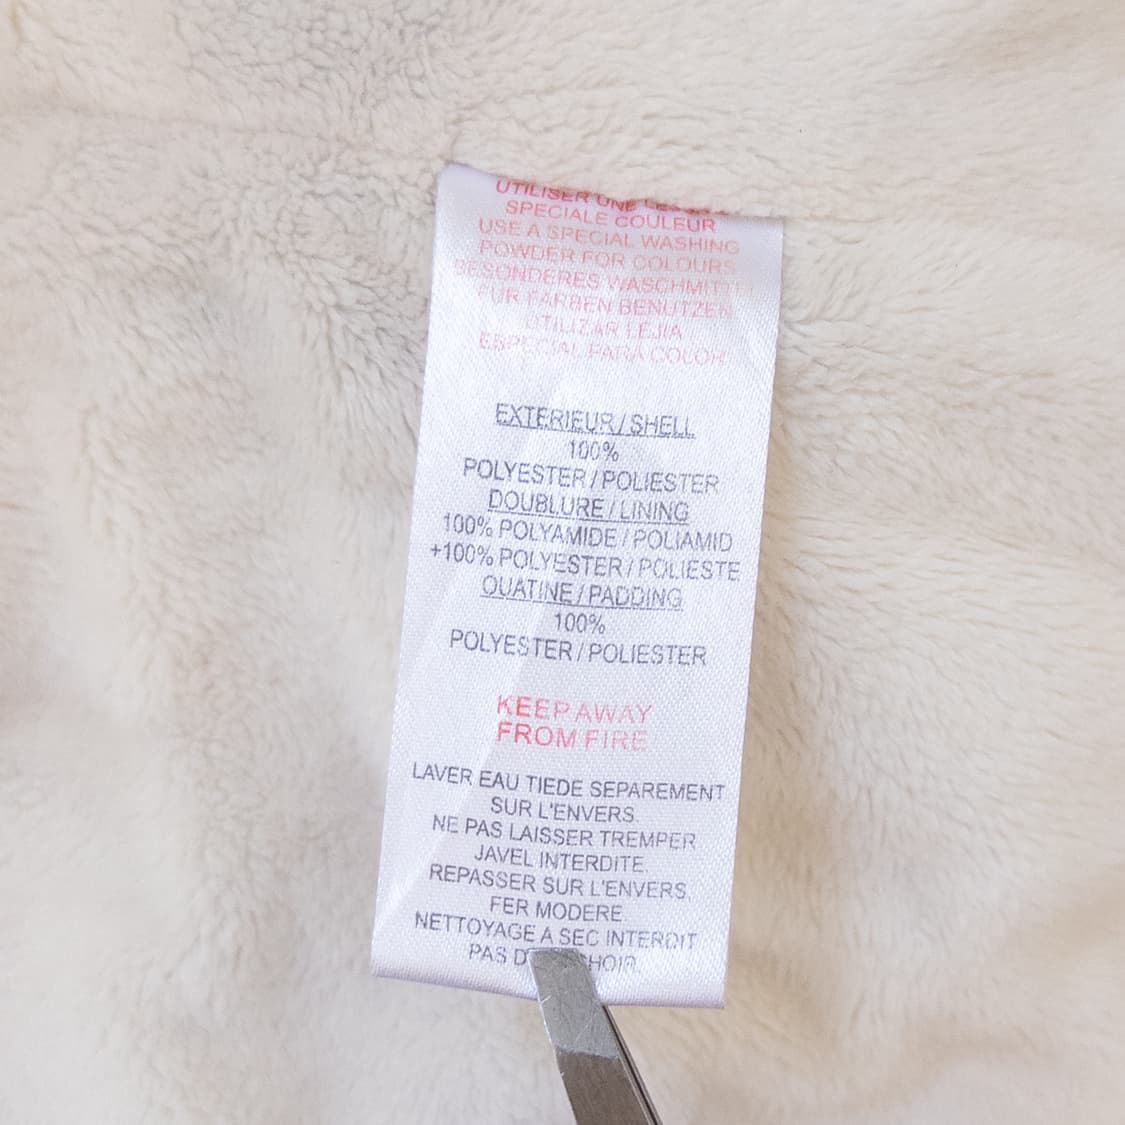 UTILISER UNE
SPECIALE COULEUR
USE A SPECIAL WASHING
POWDER FOR COLOURS
BESONDERES WASCHMITT
FUR FARBEN BENUTZEN
UTILIZAR LEJIA
ESPECIAL PARA COLOR
EXTERIEUR / SHELL
100%
POLYESTER / POLIESTER
DOUBLURE / LINING
100% POLYAMIDE / POLIAMID
+100% POLYESTER / POLIESTE
OUATINE / PADDING
100%
POLYESTER / POLIESTER
KEEP AWAY
FROM FIRE
LAVER EAU TIEDE SEPAREMENT
SUR L'ENVERS.
NE PAS LAISSER TREMPER
JAVEL INTERDITE.
REPASSER SUR L'ENVERS,
FER MODERE.
NETTOYAGE A SEC INTERDIT
PAS